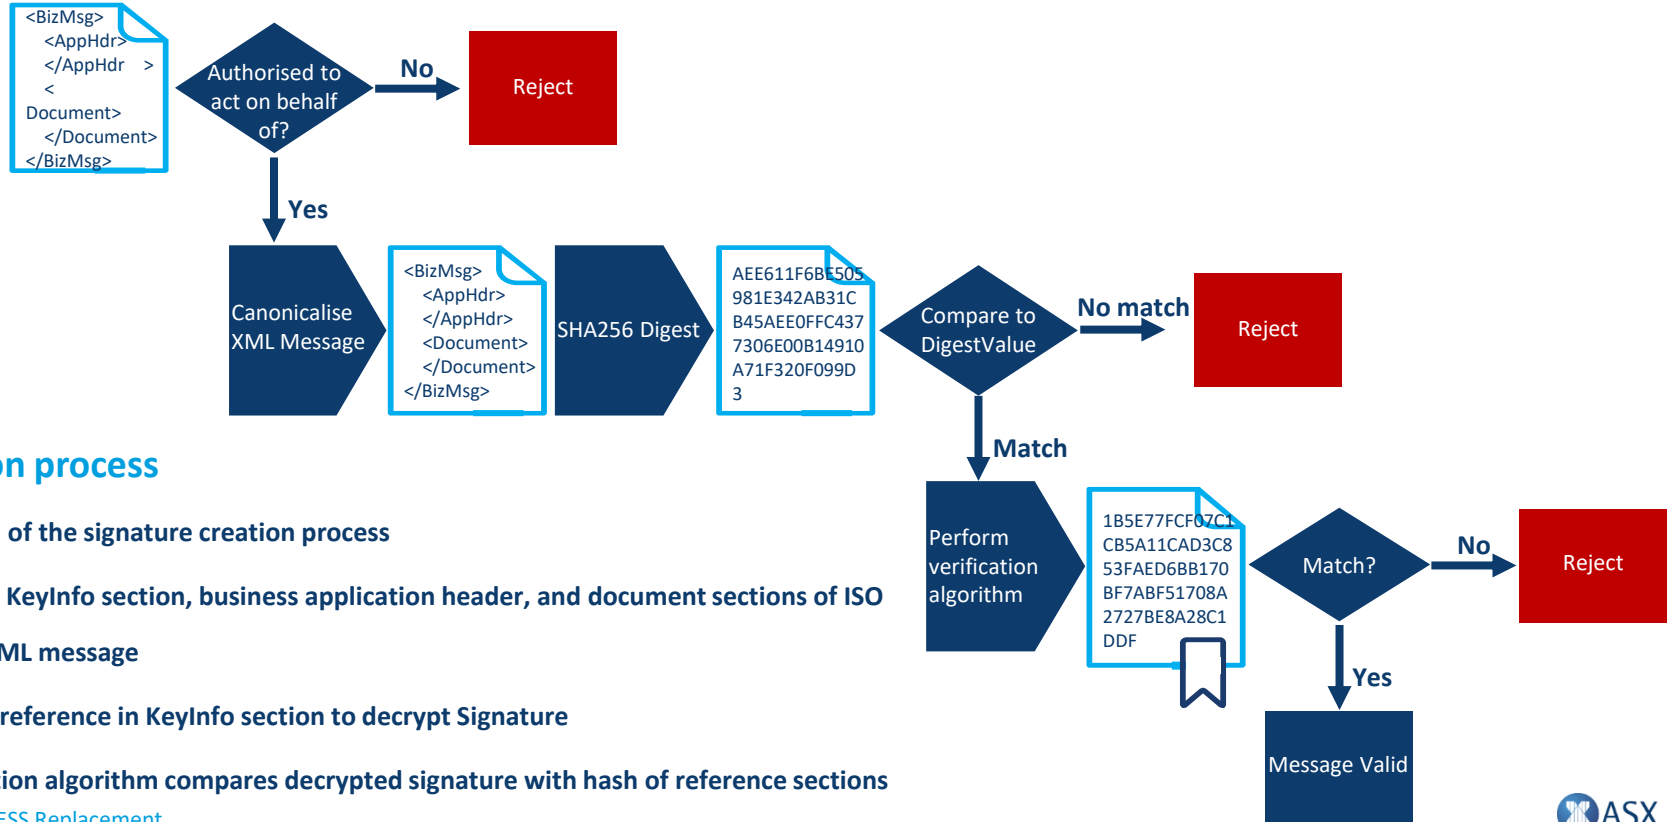 <BizMsg>
<AppHdr>
</AppHdr >
<
Document>
</Document>
</BizMsg>
Authorised to
act on behalf
of?
No
Reject
Yes
Canonicalise
XML Message
<BizMsg>
<AppHdr>
</AppHdr>
<Document>
</Document>
</BizMsg>
SHA256 Digest
AEE611F6BE505
981E342AB31C
B45AEE0FFC437
7306E00B14910
A71F320F099D
3
Compare to
DigestValue
No match
Reject
Match
Perform
verification
algorithm
1B5E77FCF07C1
CB5A11CAD3C8
53FAED6BB170
BF7ABF51708A
2727BE8A28C1
DDF
Match?
No
Reject
Yes
Message Valid
on process
of the signature creation process
KeyInfo section, business application header, and document sections of ISO
ML message
reference in KeyInfo section to decrypt Signature
tion algorithm compares decrypted signature with hash of reference sections
ESS Replacement
ASX